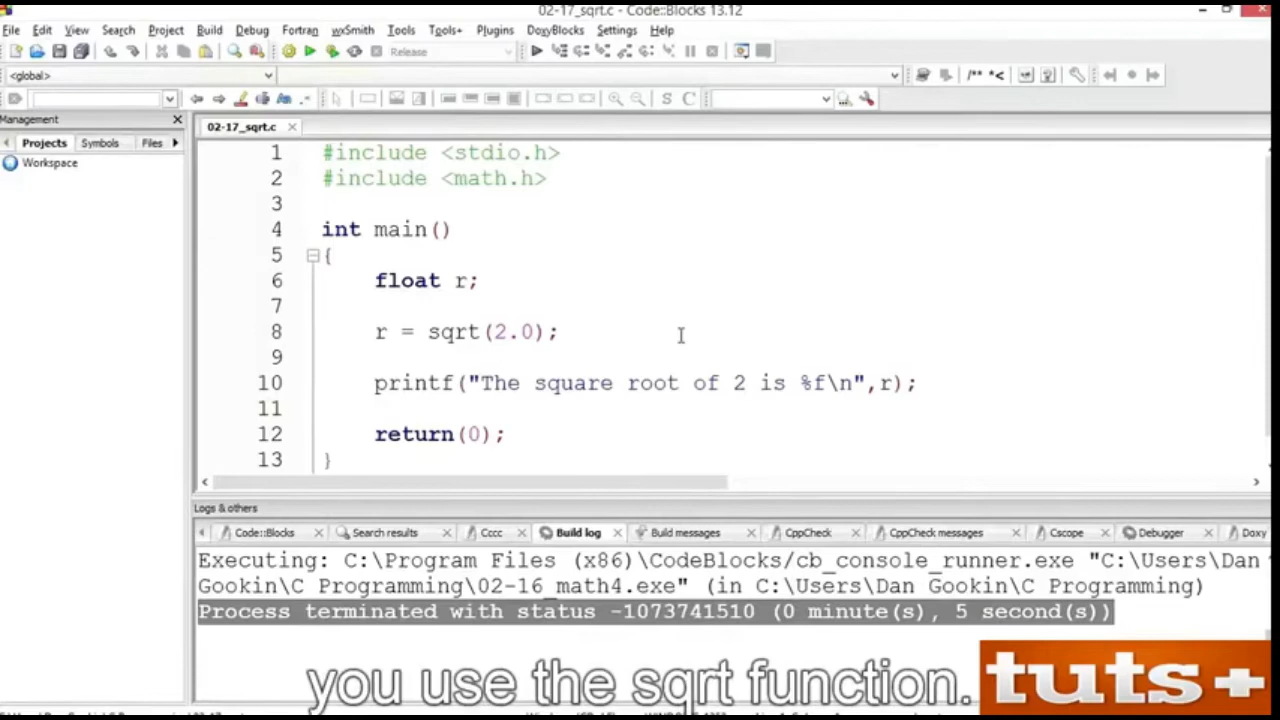 02-17_sqrt.c - Code::Blocks 13.12
File Edit View Search Project Build Debug Fortran wxSmith Tools Tools+ Plugins DoxyBlocks Settings Help
Release
<global>
/** *<
S C
Management
02-17_sqrt.c
Projects Symbols Files
Workspace
1 #include <stdio.h>
2 #include <math.h>
3
4 int main()
5 {
6 float r;
7
8 r = sqrt(2.0);
9
10 printf("The square root of 2 is %f\n",r);
11
12 return(0);
13 }
Logs & others
Code::Blocks Search results Cccc Build log Build messages CppCheck CppCheck messages Cscope Debugger Doxy
Executing: C:\Program Files (x86)\CodeBlocks/cb_console_runner.exe "C:\Users\Dan
Gookin\C Programming\02-16_math4.exe" (in C:\Users\Dan Gookin\C Programming)
Process terminated with status -1073741510 (0 minute(s), 5 second(s))
you use the sqrt function.
tuts+